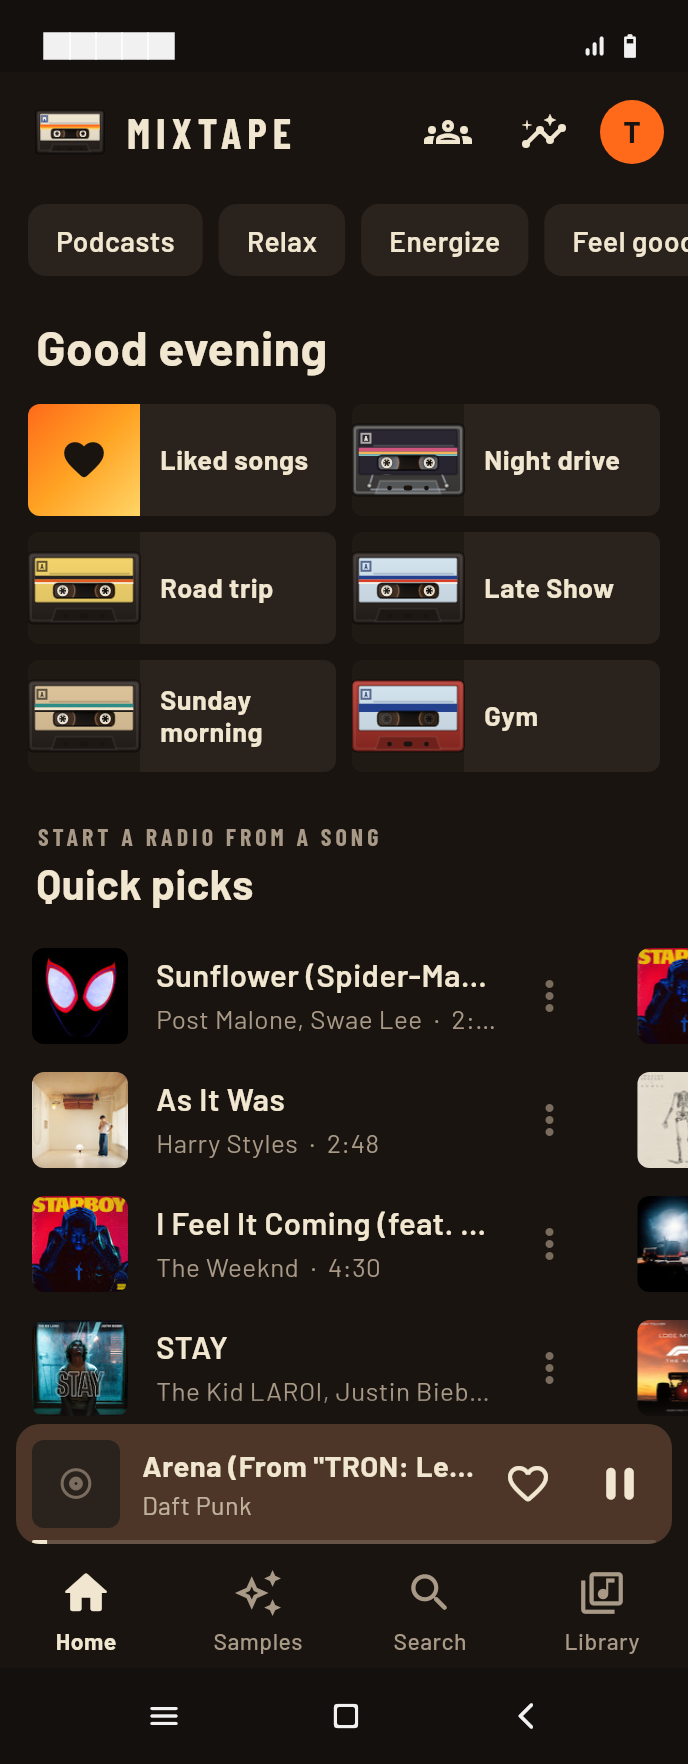 MIXTAPE
T
Podcasts
Relax
Energize
Feel good
Good evening
Liked songs
Night drive
Road trip
Late Show
Sunday
morning
Gym
START A RADIO FROM A SONG
Quick picks
Sunflower (Spider-Ma...
Post Malone, Swae Lee · 2:...
As It Was
Harry Styles · 2:48
STARBOY
I Feel It Coming (feat. ...
The Weeknd · 4:30
STAY
STAY
The Kid LAROI, Justin Bieb...
Arena (From "TRON: Le...
Daft Punk
Home
Samples
Search
Library